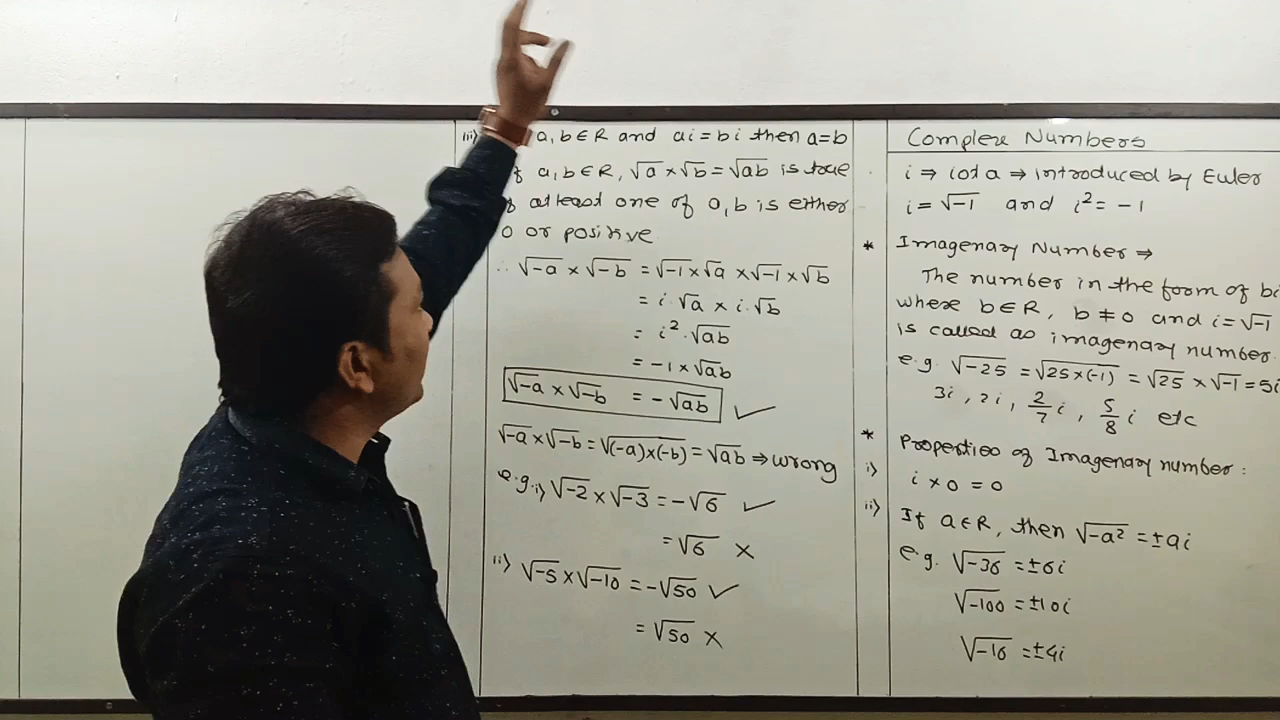 Complex Numbers
i ⇒ iota ⇒ introduced by Euler
i = √-1 and i² = -1
* Imagenary Number ⇒
The number in the form of bi
where b∈R, b ≠ 0 and i = √-1
is called as imagenary number.
e.g. √-25 = √25×(-1) = √25 × √-1 = 5i
3i, 2i, 2/7 i, 5/8 i etc
* Properties of Imagenary number:
i) i × 0 = 0
ii) If a∈R, then √-a² = ±ai
e.g. √-36 = ±6i
√-100 = ±10i
√-16 = ±4i
iii) a,b∈R and ai = bi then a=b
a,b∈R, √a × √b = √ab is true
atleast one of a,b is either
0 or positive
∴ √-a × √-b = √-1 × √a × √-1 × √b
= i·√a × i·√b
= i²·√ab
= -1 × √ab
√-a × √-b = -√ab ✓
√-a × √-b = √(-a)×(-b) = √ab ⇒ wrong
e.g. i) √-2 × √-3 = -√6 ✓
= √6 ×
ii) √-5 × √-10 = -√50 ✓
= √50 ×